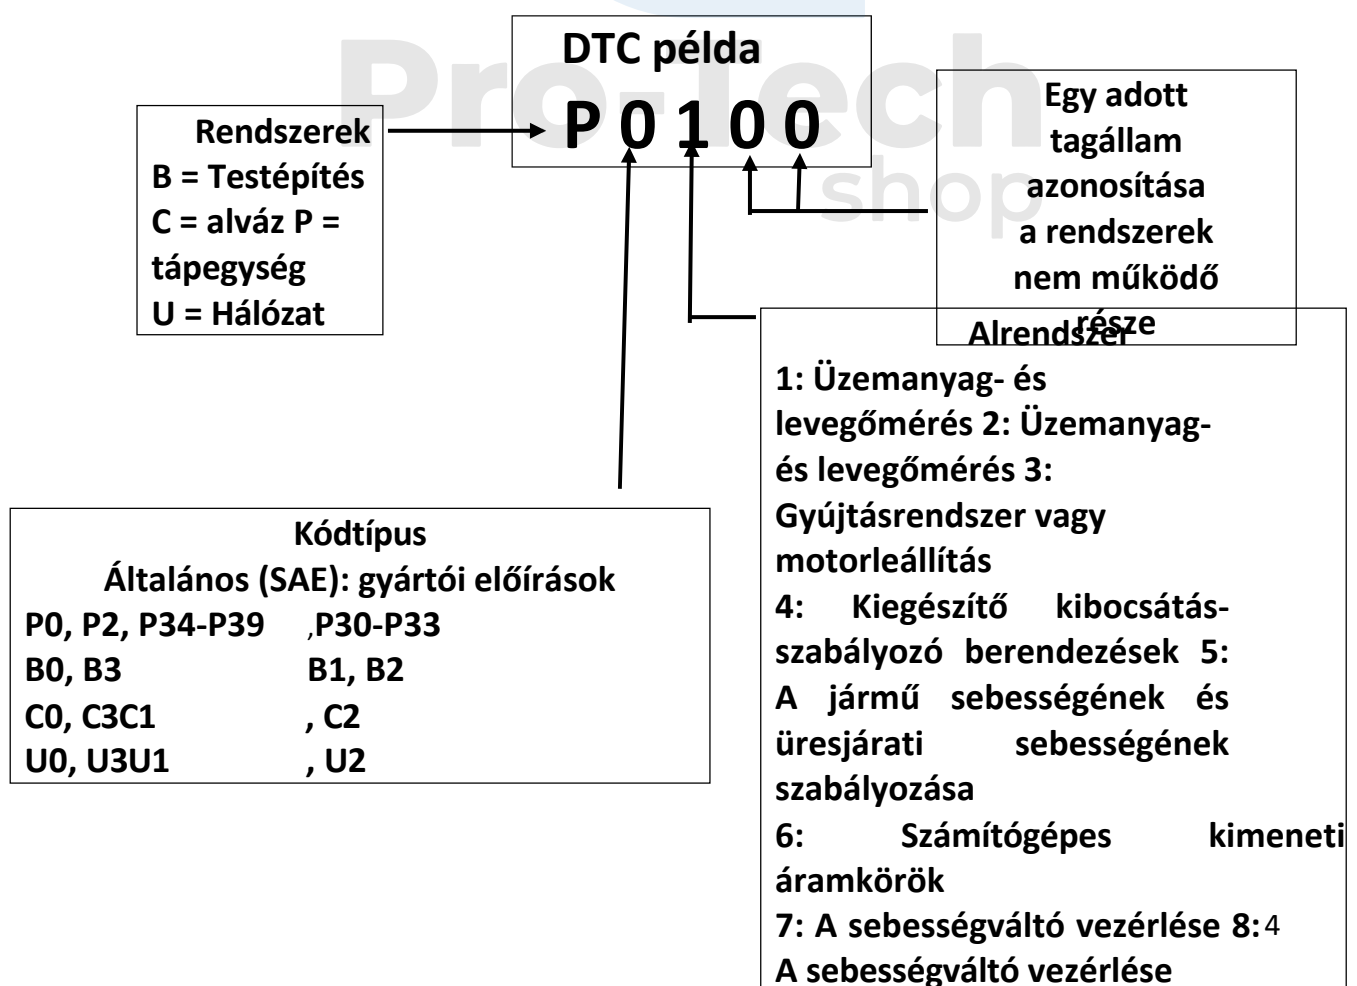 Pro-Tech
shop
DTC példa
P 0 1 0 0
Rendszerek
B = Testépítés
C = alváz P =
tápegység
U = Hálózat
Egy adott
tagállam
azonosítása
a rendszerek
nem működő
része
Alrendszer
1: Üzemanyag- és
levegőmérés 2: Üzemanyag-
és levegőmérés 3:
Gyújtásrendszer vagy
motorleállítás
4: Kiegészítő kibocsátás-
szabályozó berendezések 5:
A jármű sebességének és
üresjárati sebességének
szabályozása
6: Számítógépes kimeneti
áramkörök
7: A sebességváltó vezérlése 8:
A sebességváltó vezérlése
Kódtípus
Általános (SAE): gyártói előírások
P0, P2, P34-P39 ,P30-P33
B0, B3 B1, B2
C0, C3C1 , C2
U0, U3U1 , U2
4